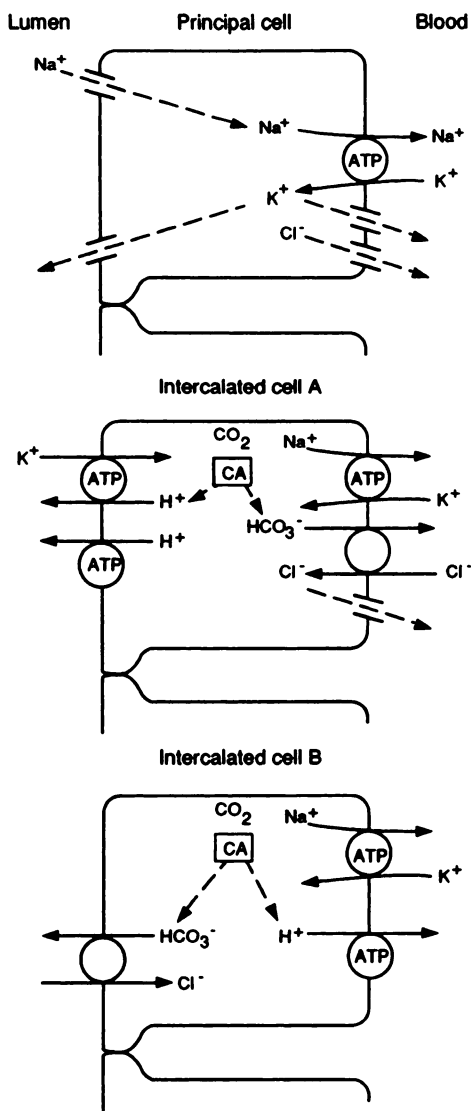 Lumen Principal cell Blood
Na⁺
Na⁺ Na⁺
ATP
K⁺ K⁺
Cl⁻
Intercalated cell A
CO₂ Na⁺
K⁺ ATP CA ATP
H⁺ K⁺
HCO₃⁻
H⁺
ATP Cl⁻ Cl⁻
Intercalated cell B
CO₂ Na⁺
CA ATP
K⁺
HCO₃⁻ H⁺
ATP
Cl⁻